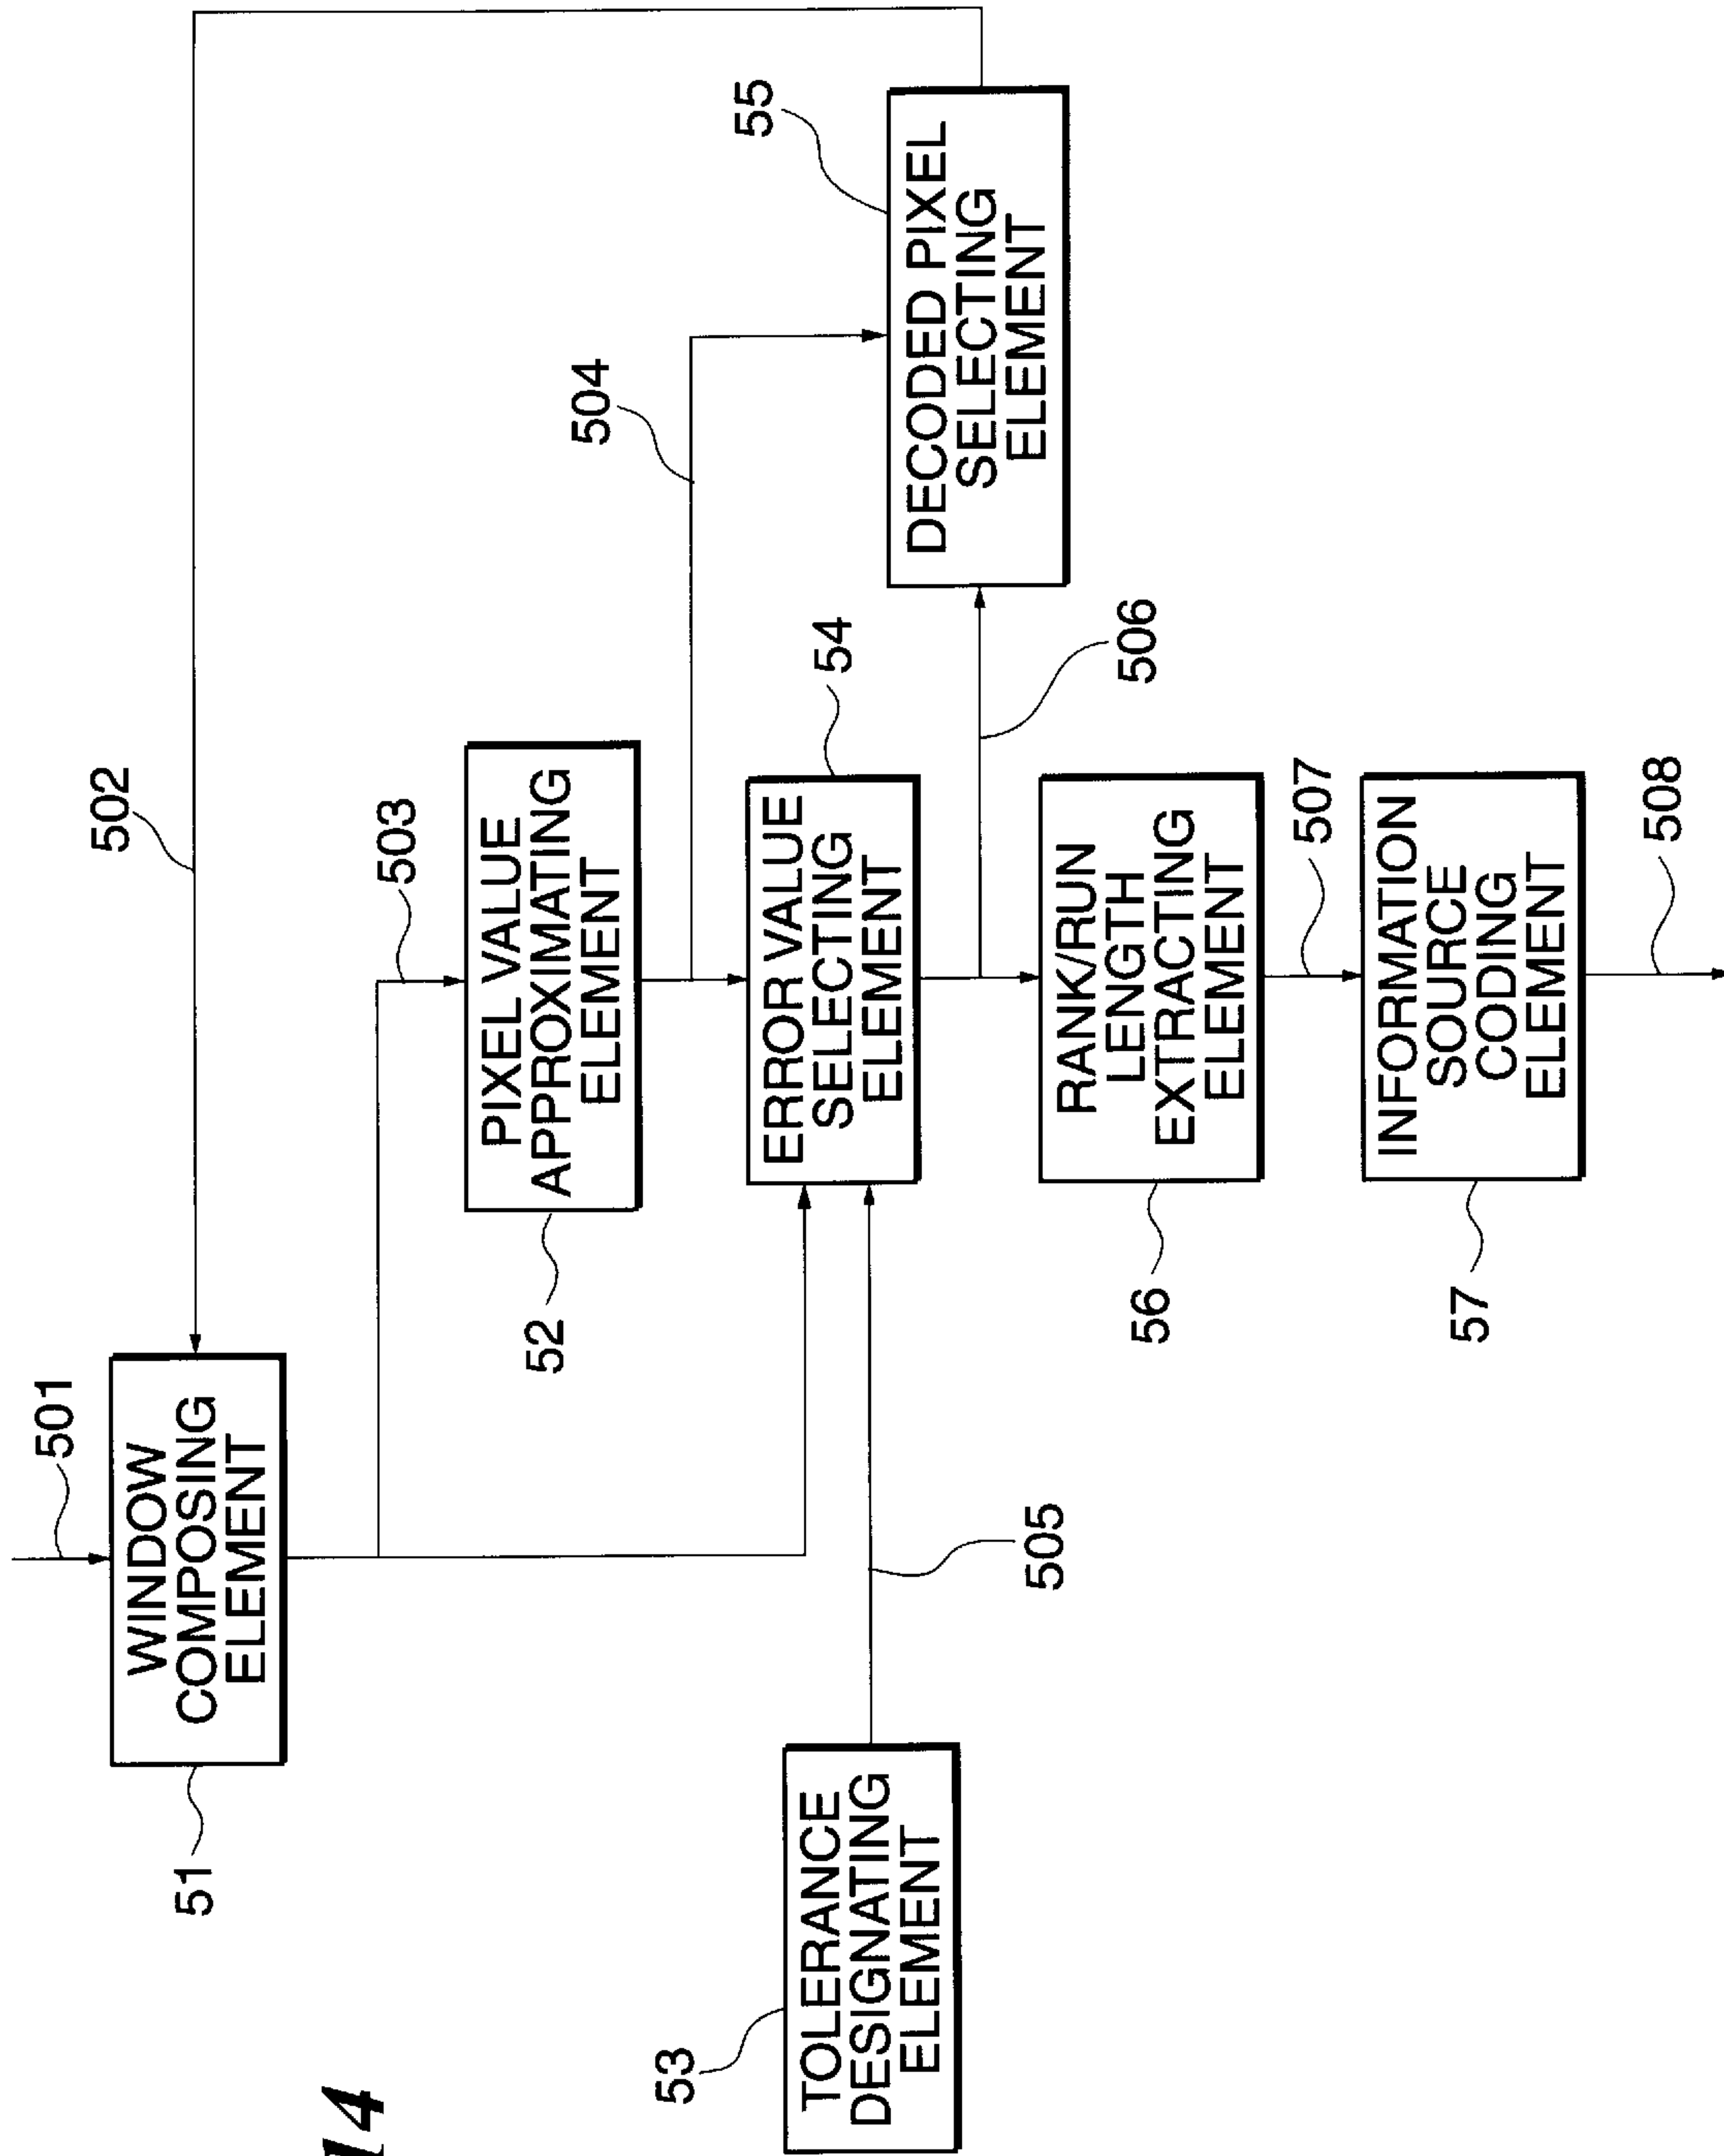 14
501
WINDOW
COMPOSING
ELEMENT
51
502
503
PIXEL VALUE
APPROXIMATING
ELEMENT
52
504
TOLERANCE
DESIGNATING
ELEMENT
53
505
ERROR VALUE
SELECTING
ELEMENT
54
DECODED PIXEL
SELECTING
ELEMENT
55
506
RANK/RUN
LENGTH
EXTRACTING
ELEMENT
56
507
INFORMATION
SOURCE
CODING
ELEMENT
57
508